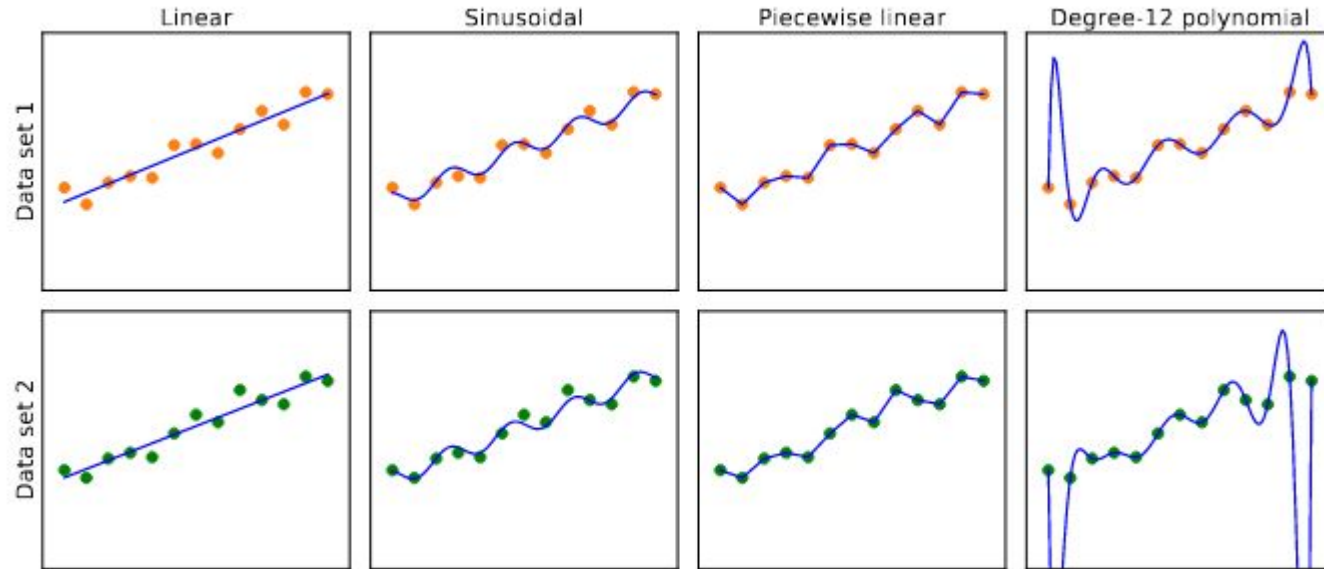 Linear
Sinusoidal
Piecewise linear
Degree-12 polynomial
Data set 1
Data set 2